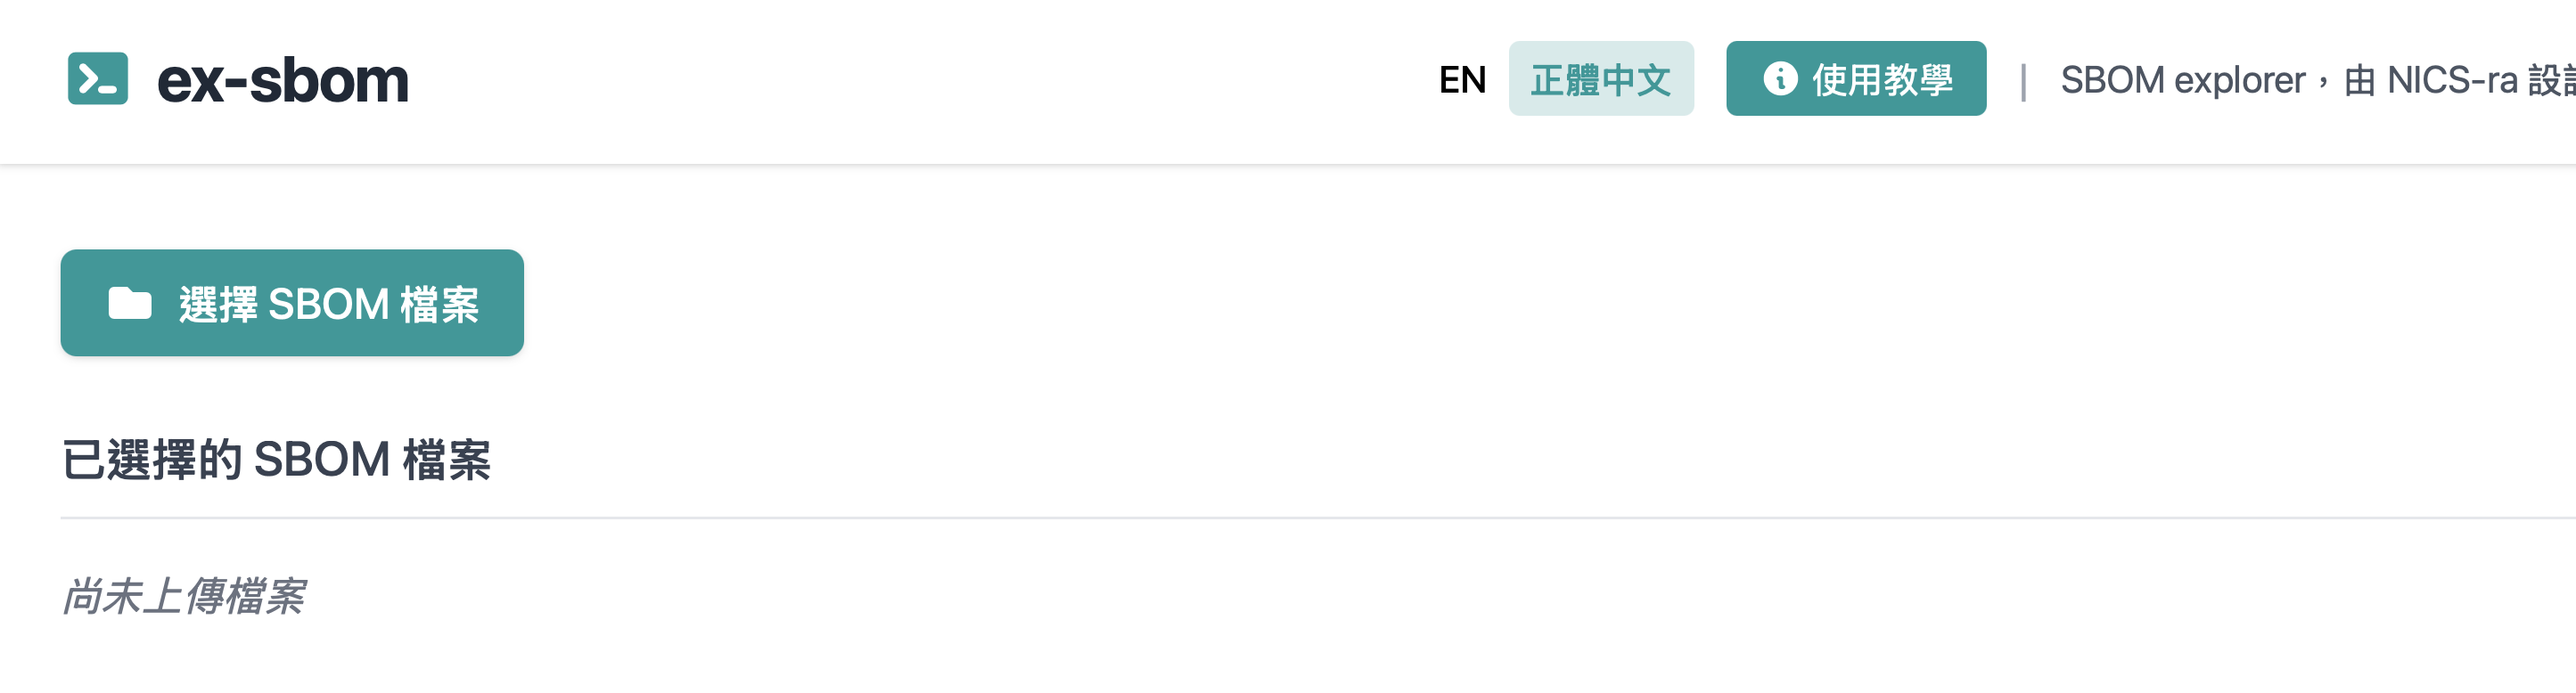 ex-sbom
EN 正體中文 使用教學 | SBOM explorer，由 NICS-ra 設
選擇 SBOM 檔案
已選擇的 SBOM 檔案
尚未上傳檔案